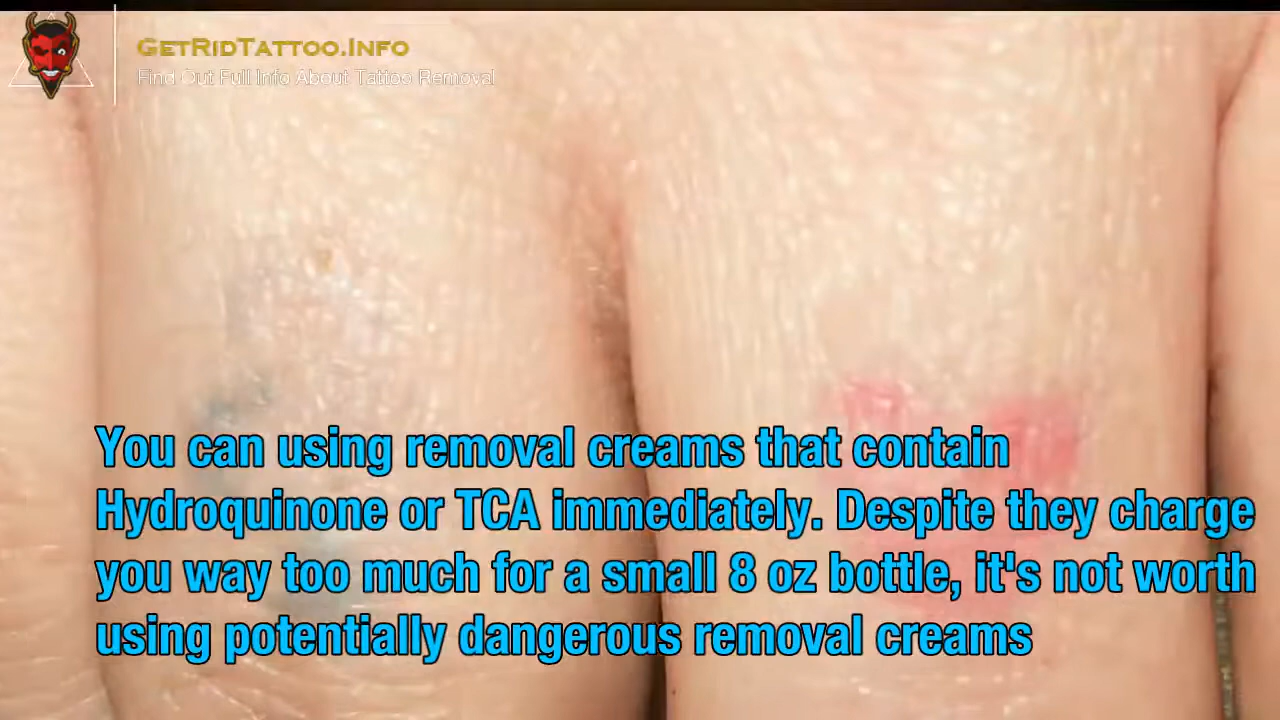 GetRidTattoo.Info
Find Out Full Info About Tattoo Removal
You can using removal creams that contain
Hydroquinone or TCA immediately. Despite they charge
you way too much for a small 8 oz bottle, it's not worth
using potentially dangerous removal creams